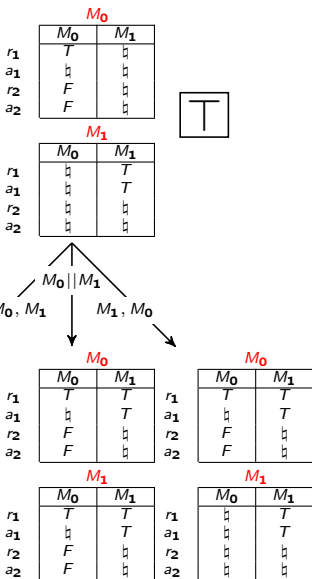 M₀
M₀ M₁
r₁ T ♮
a₁ ♮ ♮
r₂ F ♮
a₂ F ♮
T
M₁
M₀ M₁
r₁ ♮ T
a₁ ♮ T
r₂ ♮ ♮
a₂ ♮ ♮
M₀||M₁
M₀, M₁ M₁, M₀
M₀ M₀
M₀ M₁ M₀ M₁
r₁ T T r₁ T T
a₁ ♮ T a₁ ♮ T
r₂ F ♮ r₂ F ♮
a₂ F ♮ a₂ F ♮
M₁ M₁
M₀ M₁ M₀ M₁
r₁ T T r₁ ♮ T
a₁ ♮ T a₁ ♮ T
r₂ F ♮ r₂ ♮ ♮
a₂ F ♮ a₂ ♮ ♮